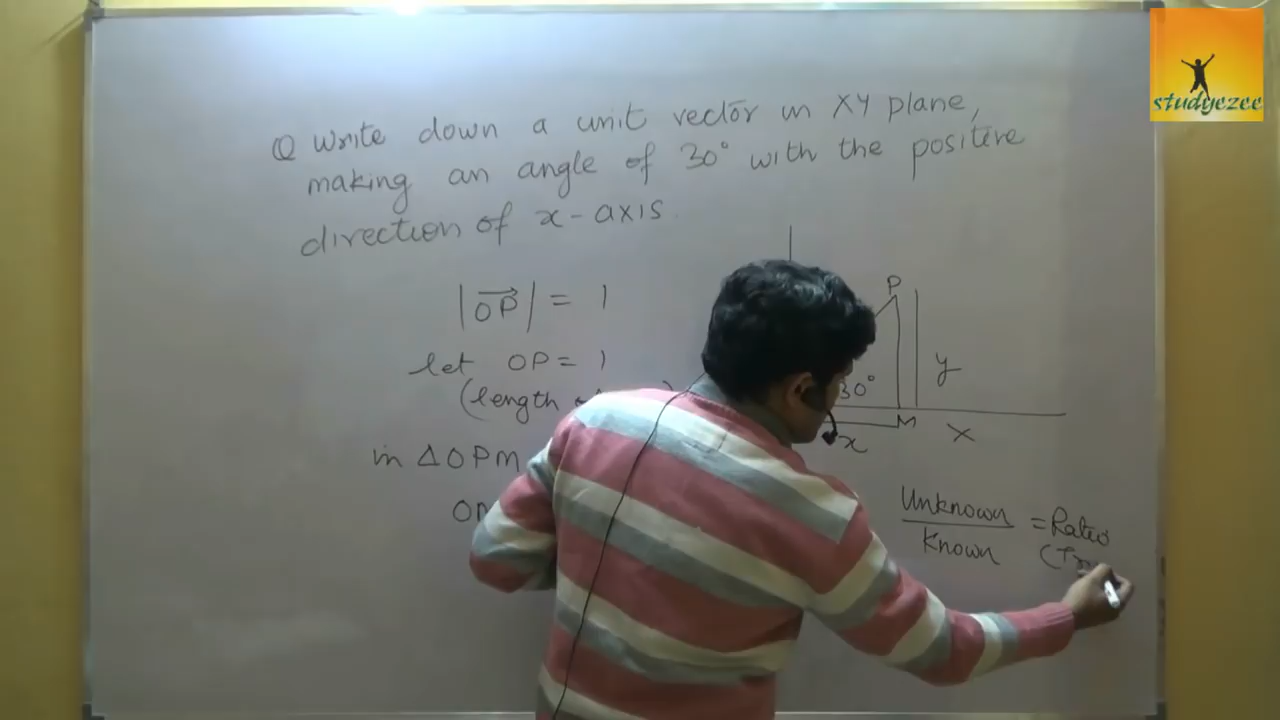 Q Write down a unit vector in XY plane,
making an angle of 30° with the positive
direction of x-axis.
|OP| = 1
let OP = 1
(length
in Δ OPM
P
30°
y
M
x
X
Unknown
Known
= Ratio
studyezee